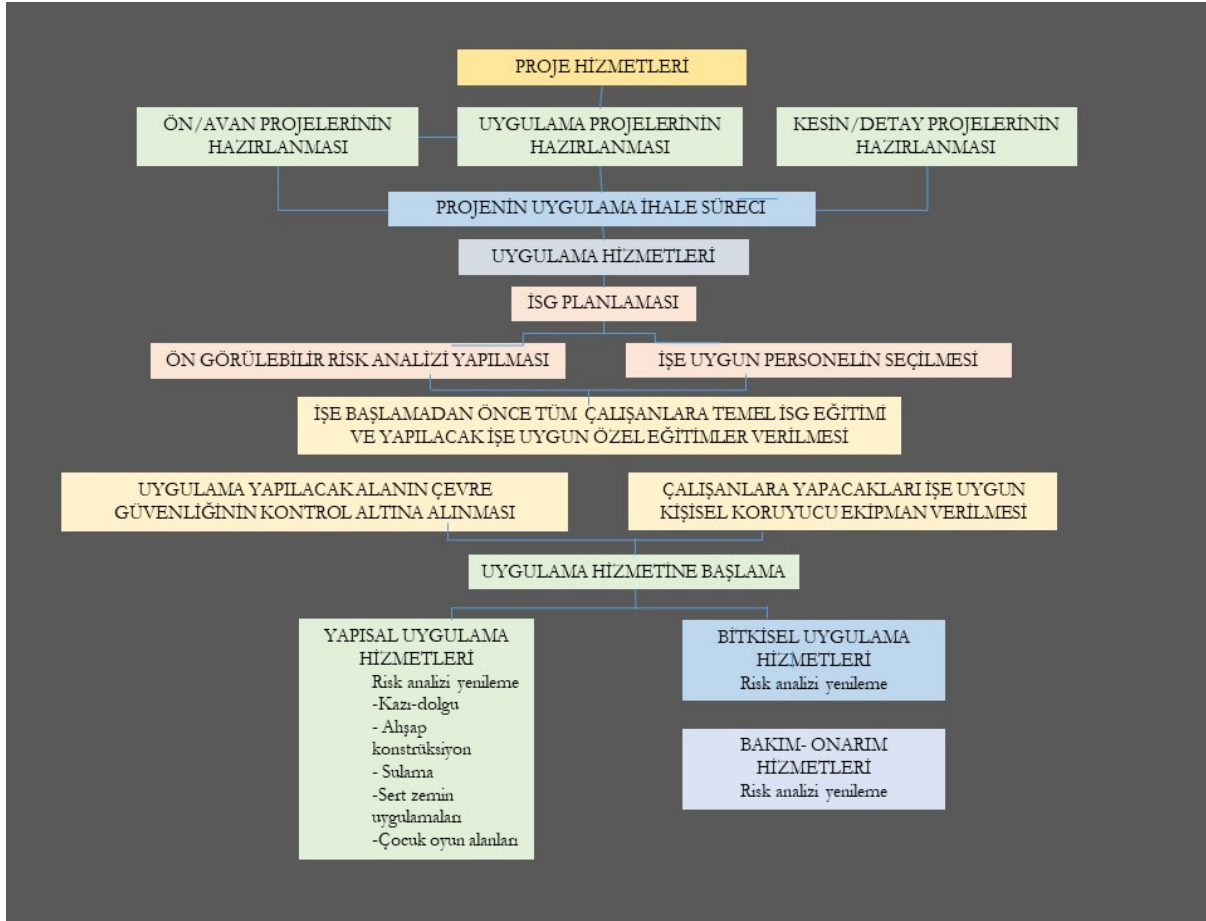 PROJE HİZMETLERİ
ÖN/AVAN PROJELERİNİN
HAZIRLANMASI
UYGULAMA PROJELERİNİN
HAZIRLANMASI
KESİN/DETAY PROJELERİNİN
HAZIRLANMASI
PROJENİN UYGULAMA İHALE SÜRECI
UYGULAMA HİZMETLERİ
İSG PLANLAMASI
ÖN GÖRÜLEBİLİR RİSK ANALİZİ YAPILMASI
İŞE UYGUN PERSONELİN SEÇİLMESİ
İŞE BAŞLAMADAN ÖNCE TÜM ÇALIŞANLARA TEMEL İSG EĞİTİMİ
VE YAPILACAK İŞE UYGUN ÖZEL EĞİTİMLER VERİLMESİ
UYGULAMA YAPILACAK ALANIN ÇEVRE
GÜVENLİĞİNİN KONTROL ALTINA ALINMASI
ÇALIŞANLARA YAPACAKLARI İŞE UYGUN
KİŞİSEL KORUYUCU EKİPMAN VERİLMESİ
UYGULAMA HİZMETİNE BAŞLAMA
YAPISAL UYGULAMA
HİZMETLERİ
Risk analizi yenileme
-Kazı-dolgu
- Ahşap
konstrüksiyon
- Sulama
-Sert zemin
uygulamaları
-Çocuk oyun alanları
BİTKİSEL UYGULAMA
HİZMETLERİ
Risk analizi yenileme
BAKIM- ONARIM
HİZMETLERİ
Risk analizi yenileme